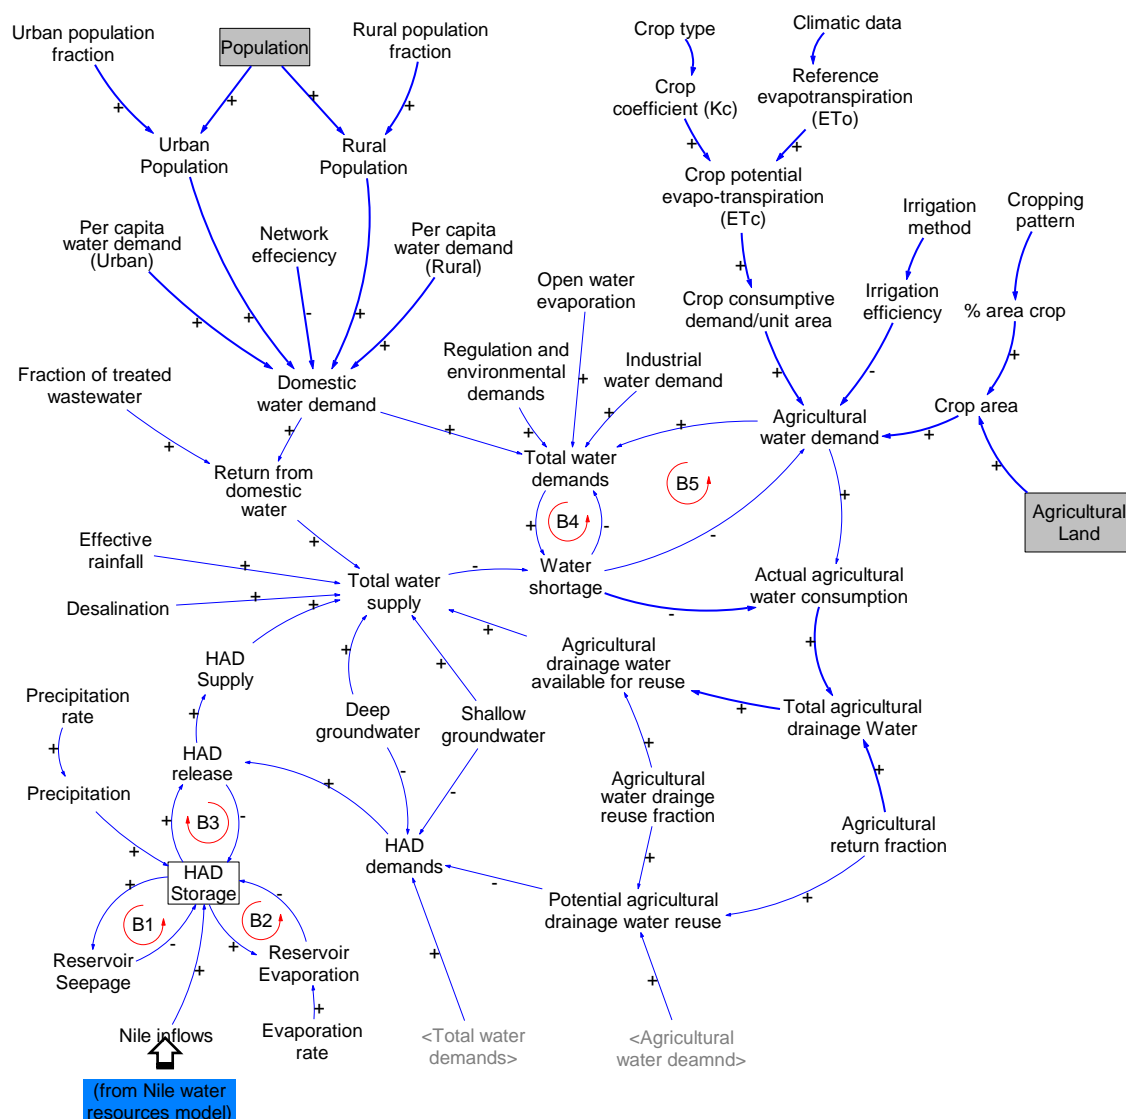 Urban population
fraction
Population
Rural population
fraction
Crop type
Climatic data
Crop
coefficient (Kc)
Reference
evapotranspiration
(ETo)
+
+
+
+
+
+
Urban
Population
Rural
Population
Crop potential
evapo-transpiration
(ETc)
Irrigation
method
Cropping
pattern
Per capita
water demand
(Urban)
Network
effeciency
Per capita
water demand
(Rural)
+
Open water
evaporation
Crop consumptive
demand/unit area
Irrigation
efficiency
% area crop
+
+
-
+
+
Regulation and
environmental
demands
Industrial
water demand
+
+
-
+
Fraction of treated
wastewater
Domestic
water demand
Agricultural
water demand
Crop area
+
+
+
+
+
+
+
+
+
Total water
demands
B5
Return from
domestic
water
+
Agricultural
Land
+
B4
-
+
-
Effective
rainfall
+
Desalination
+
+
Total water
supply
-
Water
shortage
-
Actual agricultural
water consumption
+
+
+
HAD
Supply
Agricultural
drainage water
available for reuse
Precipitation
rate
+
Deep
groundwater
Shallow
groundwater
+
Total agricultural
drainage Water
+
HAD
release
+
+
Precipitation
+
-
-
-
Agricultural
water drainge
reuse fraction
Agricultural
return fraction
+
B3
-
+
HAD
demands
+
HAD
Storage
+
-
-
Potential agricultural
drainage water reuse
+
B1
B2
-
+
Reservoir
Seepage
Reservoir
Evaporation
+
+
+
+
Nile inflows
Evaporation
rate
<Total water
demands>
<Agricultural
water deamnd>
(from Nile water
resources model)